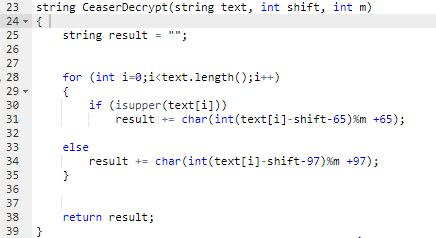 23 string CeaserDecrypt(string text, int shift, int m)
24 {
25 string result = "";
26
27
28 for (int i=0;i<text.length();i++)
29 {
30 if (isupper(text[i]))
31 result += char(int(text[i]-shift-65)%m +65);
32
33 else
34 result += char(int(text[i]-shift-97)%m +97);
35 }
36
37
38 return result;
39 }